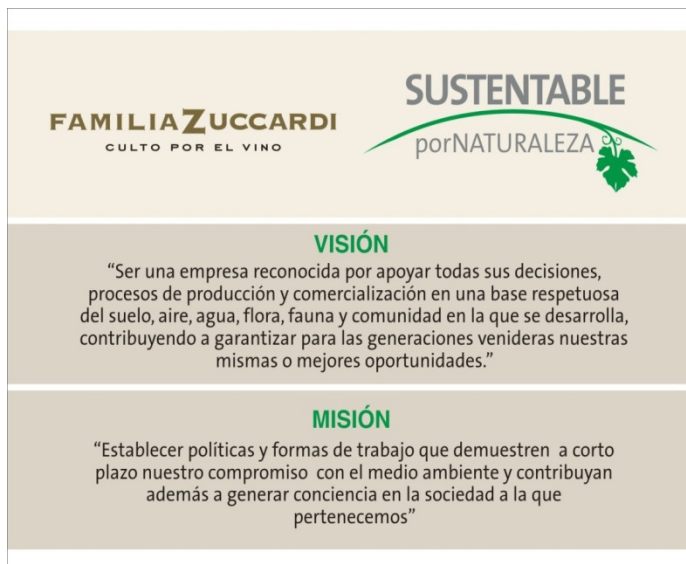 FAMILIA ZUCCARDI
CULTO POR EL VINO
SUSTENTABLE
porNATURALEZA
VISIÓN
“Ser una empresa reconocida por apoyar todas sus decisiones,
procesos de producción y comercialización en una base respetuosa
del suelo, aire, agua, flora, fauna y comunidad en la que se desarrolla,
contribuyendo a garantizar para las generaciones venideras nuestras
mismas o mejores oportunidades.”
MISIÓN
“Establecer políticas y formas de trabajo que demuestren a corto
plazo nuestro compromiso con el medio ambiente y contribuyan
además a generar conciencia en la sociedad a la que
pertenecemos”